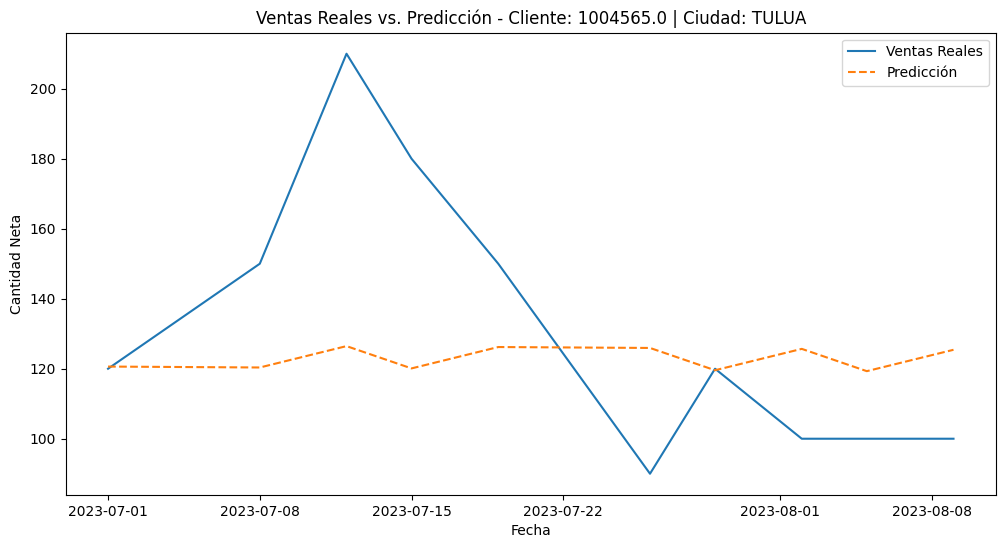 Ventas Reales vs. Predicción - Cliente: 1004565.0 | Ciudad: TULUA
Ventas Reales
Predicción
Cantidad Neta
200
180
160
140
120
100
2023-07-01 2023-07-08 2023-07-15 2023-07-22 2023-08-01 2023-08-08
Fecha